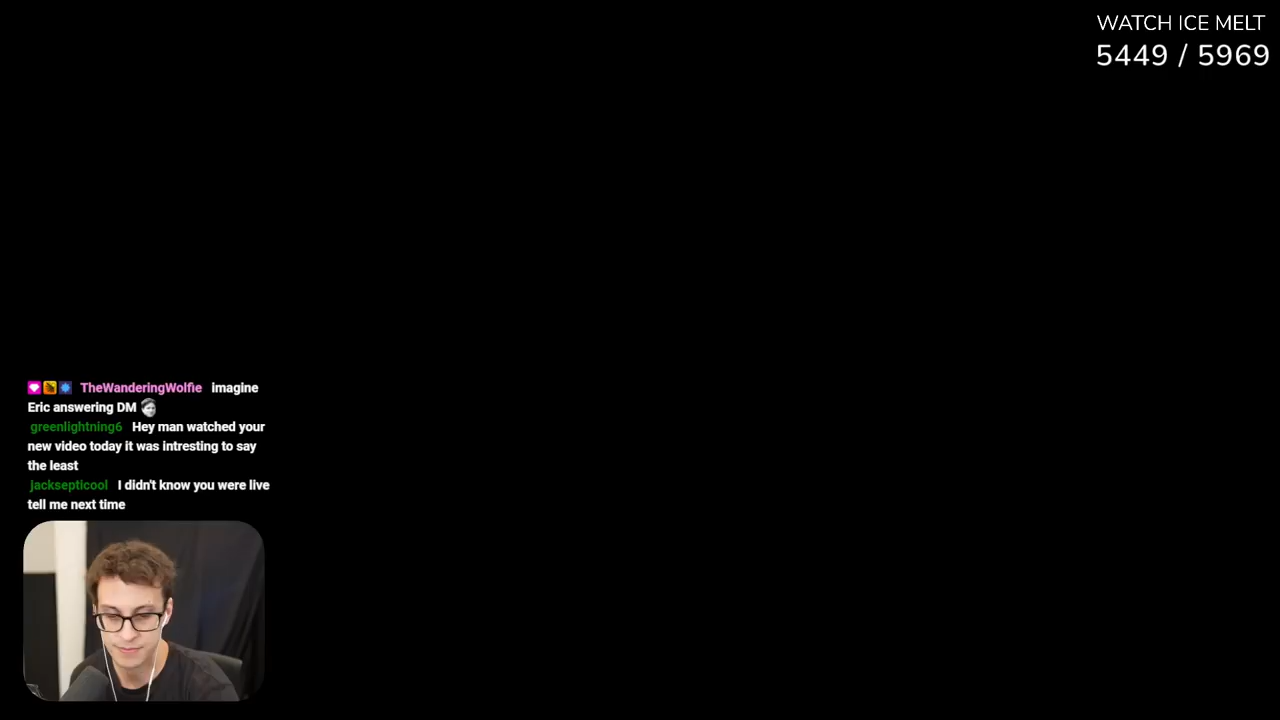 WATCH ICE MELT
5449 / 5969
TheWanderingWolfie imagine
Eric answering DM
greenlightning6 Hey man watched your
new video today it was intresting to say
the least
jacksepticool I didn't know you were live
tell me next time